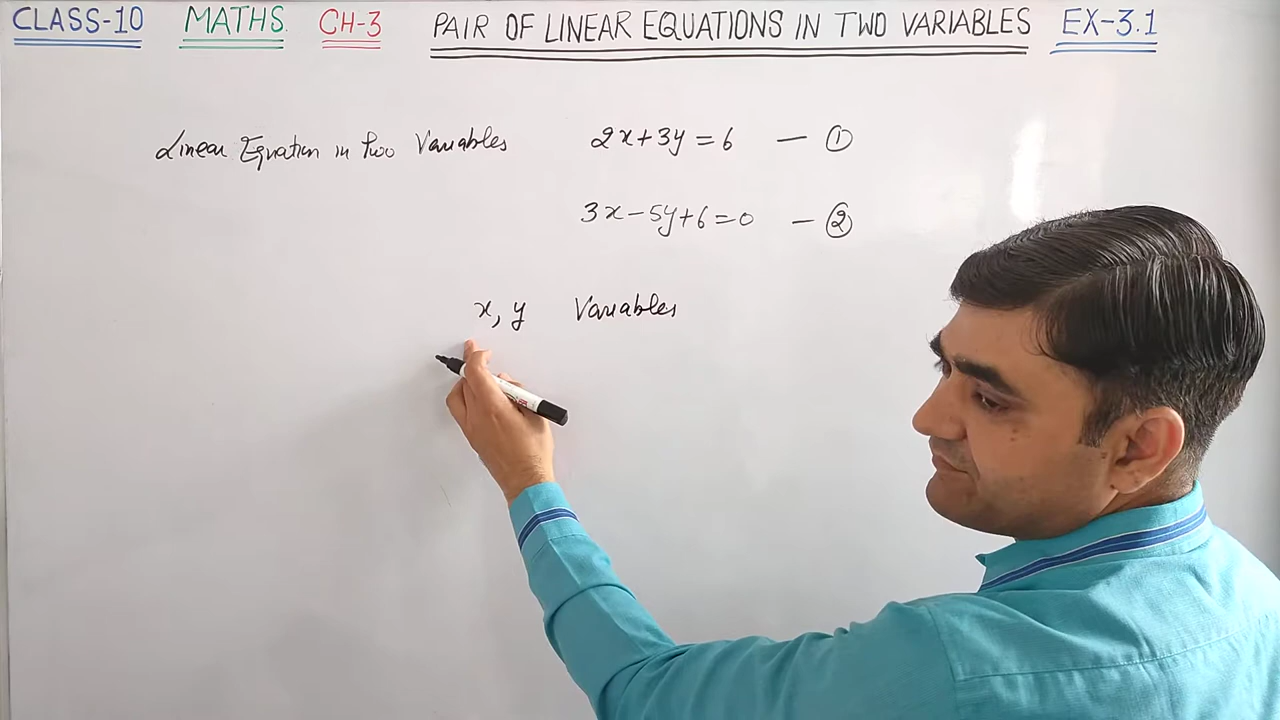 CLASS-10 MATHS CH-3 PAIR OF LINEAR EQUATIONS IN TWO VARIABLES EX-3.1
Linear Equation in two Variables 2x+3y=6 — ①
3x-5y+6=0 — ②
x, y Variables